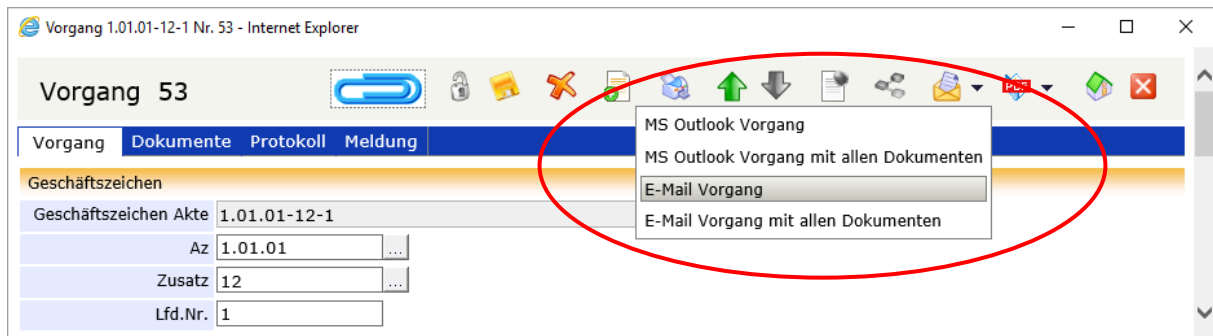 Vorgang 1.01.01-12-1 Nr. 53 - Internet Explorer
Vorgang 53
PDF
Vorgang Dokumente Protokoll Meldung
MS Outlook Vorgang
MS Outlook Vorgang mit allen Dokumenten
E-Mail Vorgang
E-Mail Vorgang mit allen Dokumenten
Geschäftszeichen
Geschäftszeichen Akte 1.01.01-12-1
Az 1.01.01 ...
Zusatz 12 ...
Lfd.Nr. 1